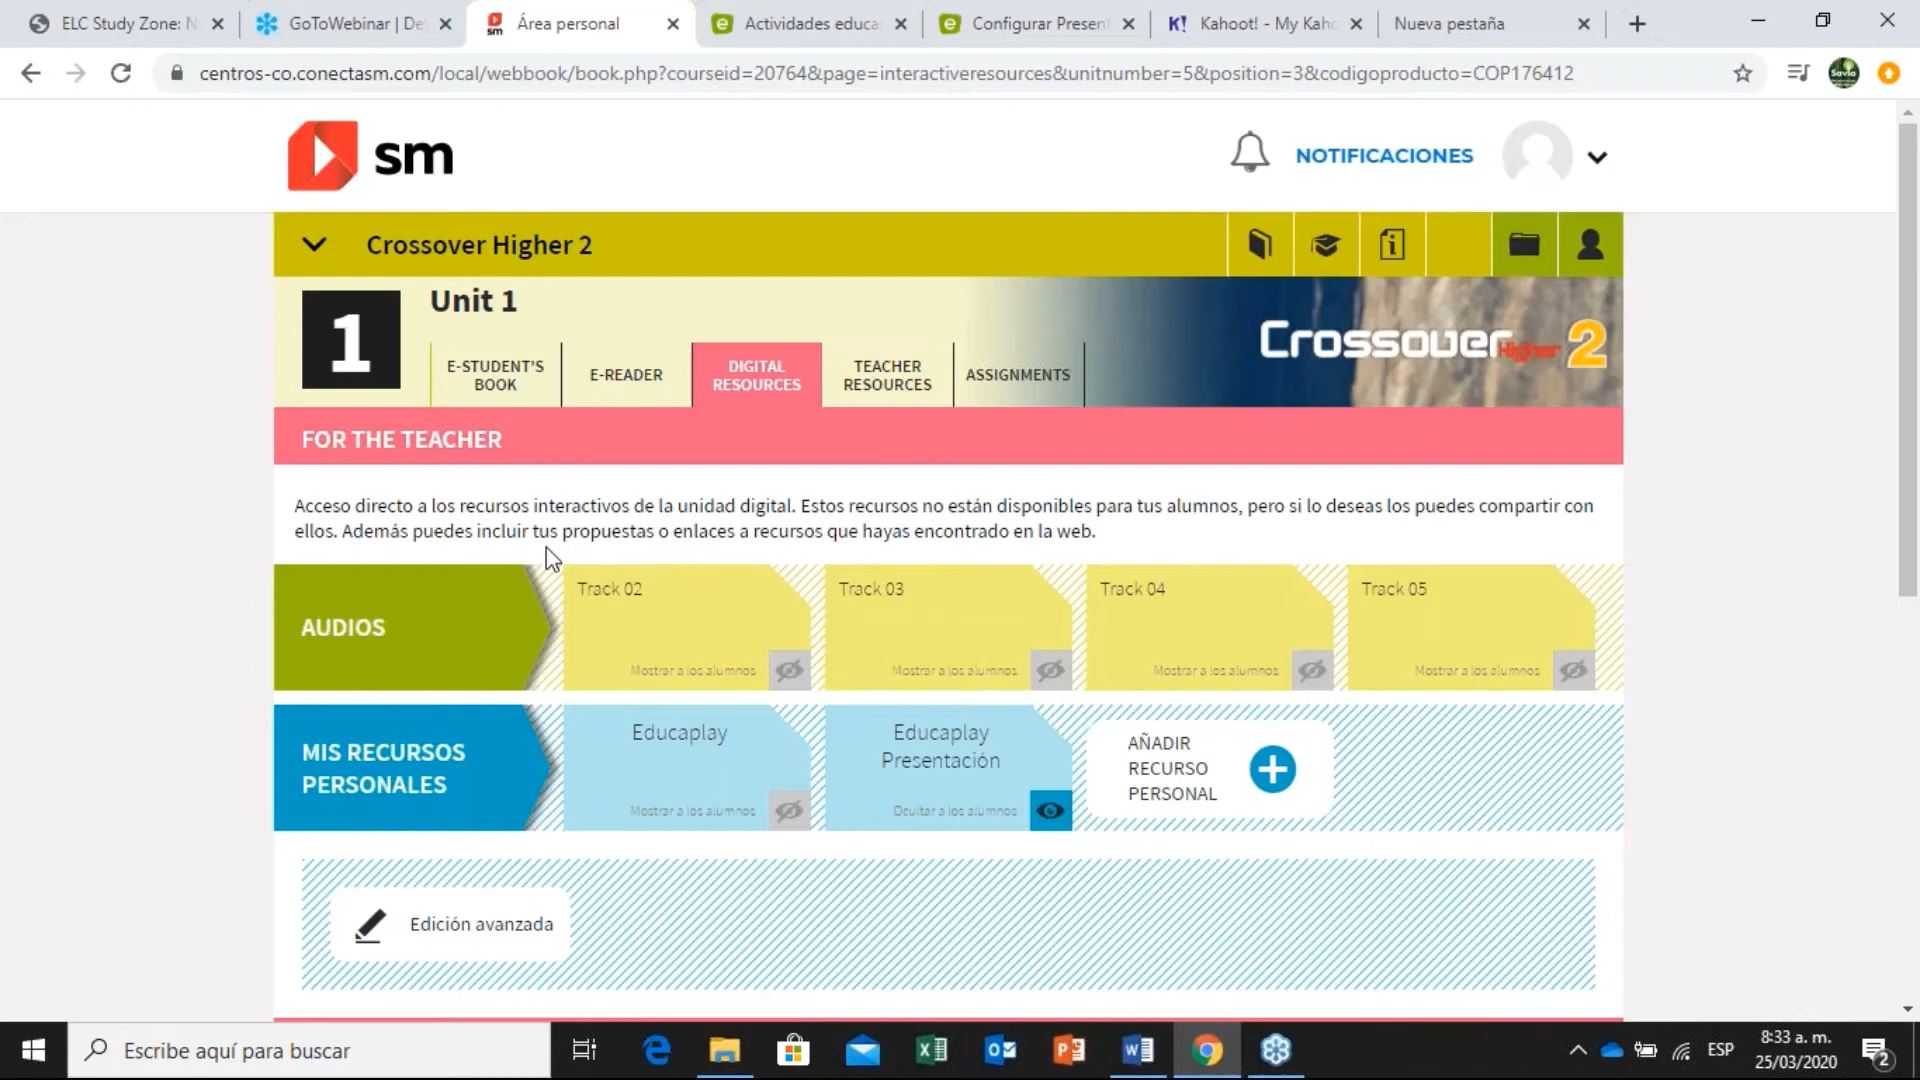 ELC Study Zone: N
GoToWebinar | De
Área personal
Actividades educa
Configurar Present
K! Kahoot! - My Kaho
Nueva pestaña
centros-co.conectasm.com/local/webbook/book.php?courseid=20764&page=interactiveresources&unitnumber=5&position=3&codigoproducto=COP176412
Savia
sm
NOTIFICACIONES
Crossover Higher 2
1
Unit 1
E-STUDENT'S
BOOK
E-READER
DIGITAL
RESOURCES
TEACHER
RESOURCES
ASSIGNMENTS
Crossover Higher 2
FOR THE TEACHER
Acceso directo a los recursos interactivos de la unidad digital. Estos recursos no están disponibles para tus alumnos, pero si lo deseas los puedes compartir con
ellos. Además puedes incluir tus propuestas o enlaces a recursos que hayas encontrado en la web.
AUDIOS
Track 02
Mostrar a los alumnos
Track 03
Mostrar a los alumnos
Track 04
Mostrar a los alumnos
Track 05
Mostrar a los alumnos
MIS RECURSOS
PERSONALES
Educaplay
Mostrar a los alumnos
Educaplay
Presentación
Ocultar a los alumnos
AÑADIR
RECURSO
PERSONAL
Edición avanzada
Escribe aquí para buscar
ESP
8:33 a. m.
25/03/2020
2